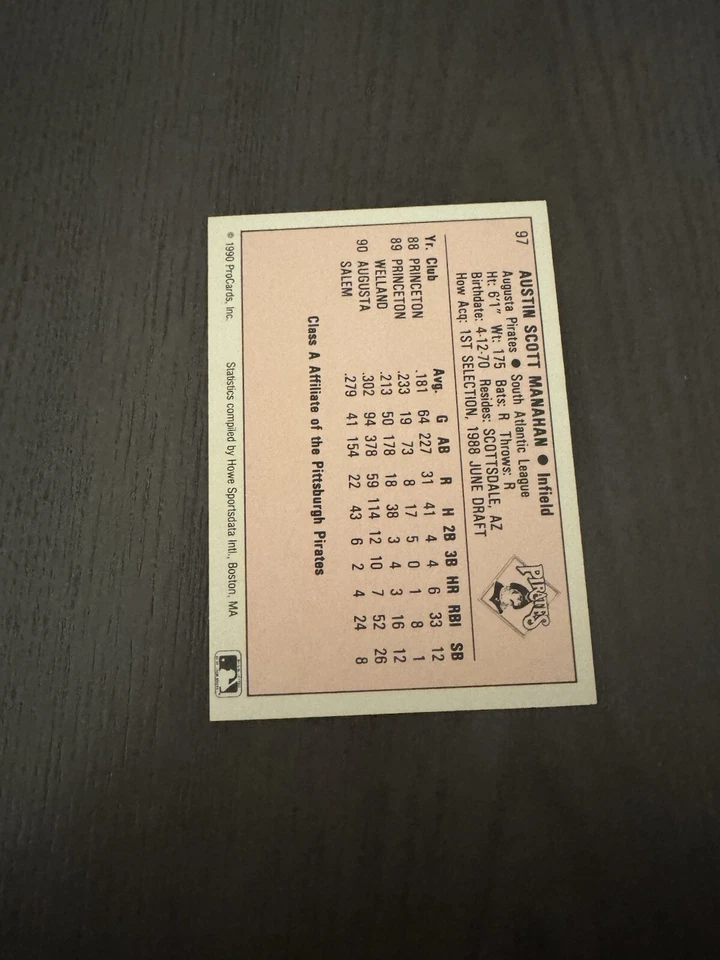 97 AUSTIN SCOTT MANAHAN ● Infield
Augusta Pirates ● South Atlantic League
Ht: 6'1" Wt: 175 Bats: R Throws: R
Birthdate: 4-12-70 Resides: SCOTTSDALE, AZ
How Acq: 1ST SELECTION, 1988 JUNE DRAFT
PIRATES
Yr. Club Avg. G AB R H 2B 3B HR RBI SB
88 PRINCETON .181 64 227 31 41 4 4 6 33 12
89 PRINCETON .233 19 73 8 17 5 0 1 8 1
WELLAND .213 50 178 18 38 3 4 3 16 12
90 AUGUSTA .302 94 378 59 114 12 10 7 52 26
SALEM .279 41 154 22 43 6 2 4 24 8
Class A Affiliate of the Pittsburgh Pirates
© 1990 ProCards, Inc. Statistics compiled by Howe Sportsdata Intl., Boston, MA